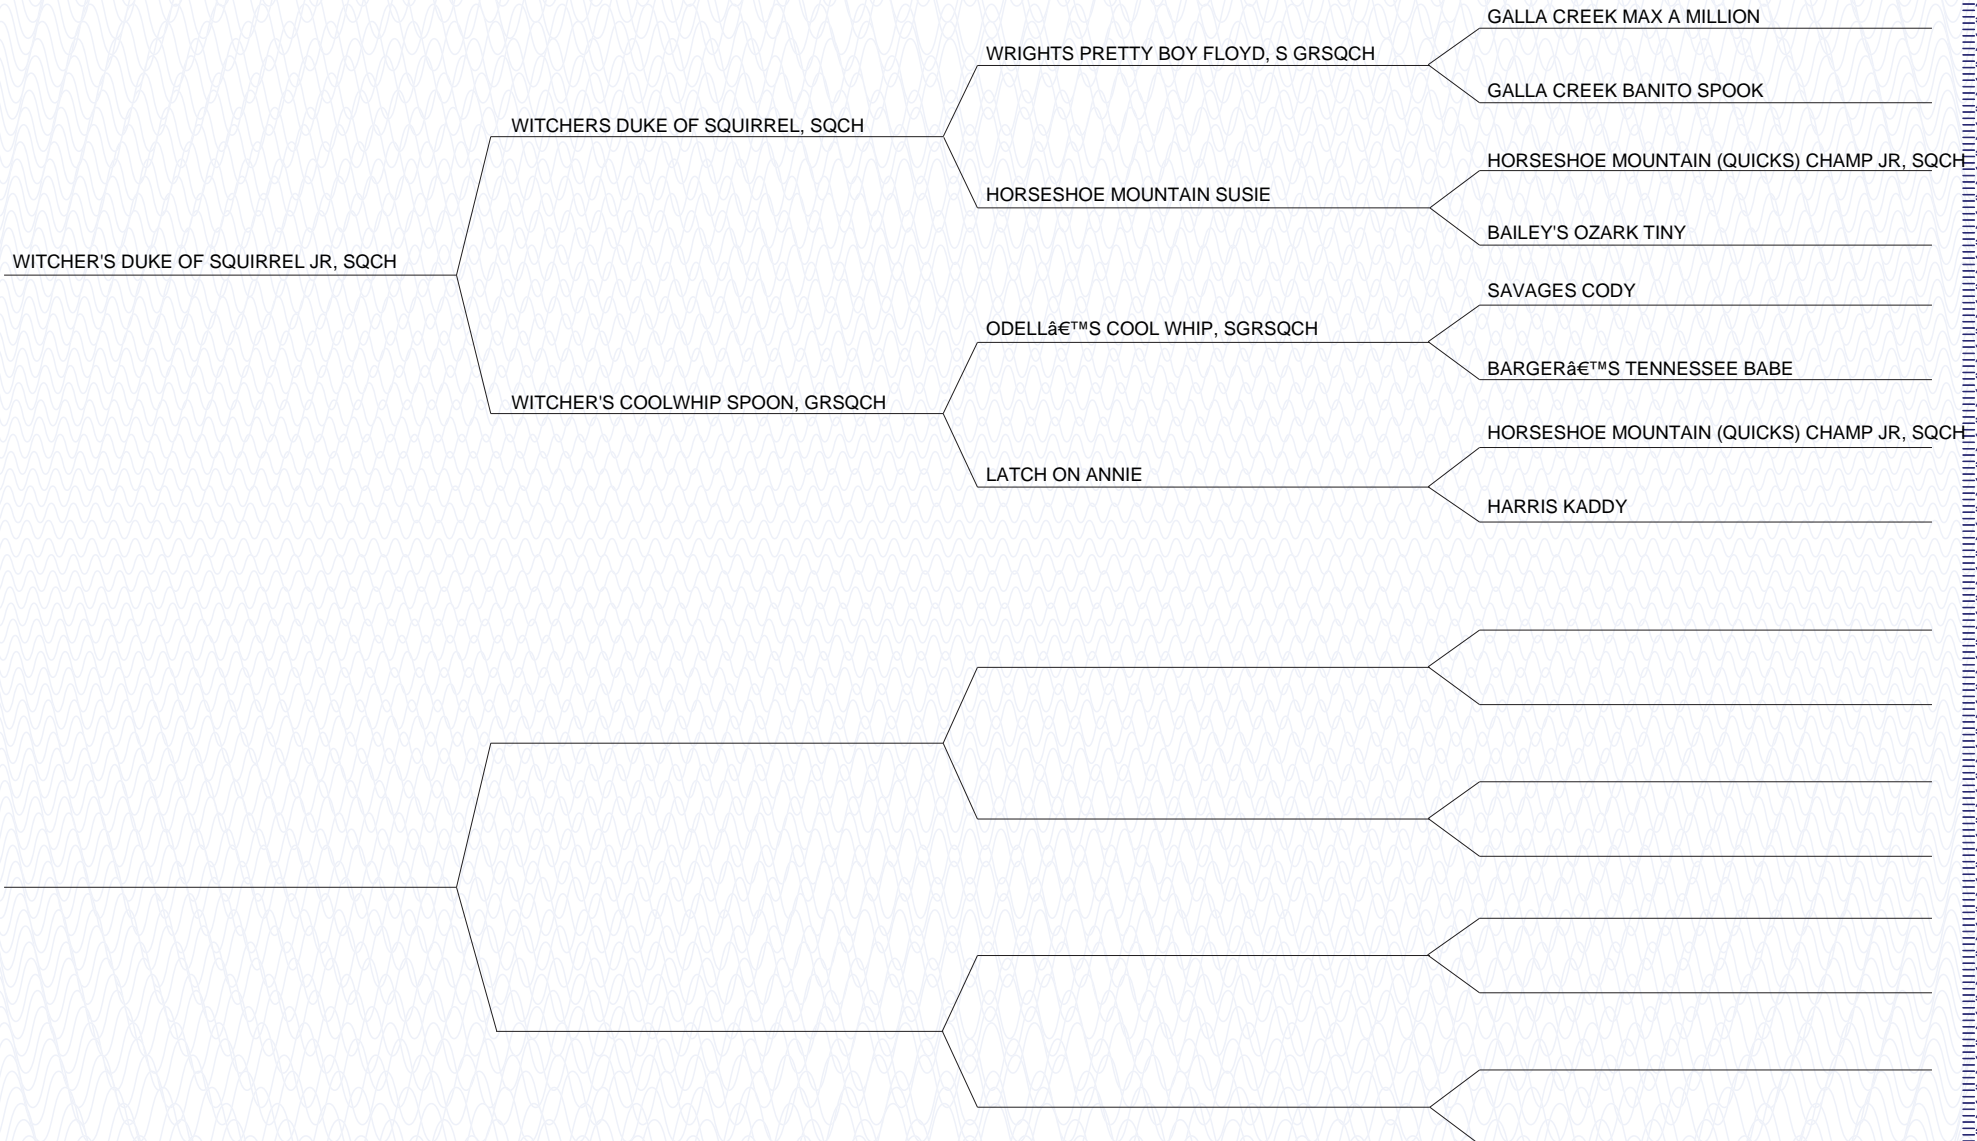 GALLA CREEK MAX A MILLION
WRIGHTS PRETTY BOY FLOYD, S GRSQCH
GALLA CREEK BANITO SPOOK
WITCHERS DUKE OF SQUIRREL, SQCH
HORSESHOE MOUNTAIN (QUICKS) CHAMP JR, SQCH
HORSESHOE MOUNTAIN SUSIE
BAILEY'S OZARK TINY
WITCHER'S DUKE OF SQUIRREL JR, SQCH
SAVAGES CODY
ODELLâ€™S COOL WHIP, SGRSQCH
BARGERâ€™S TENNESSEE BABE
WITCHER'S COOLWHIP SPOON, GRSQCH
HORSESHOE MOUNTAIN (QUICKS) CHAMP JR, SQCH
LATCH ON ANNIE
HARRIS KADDY